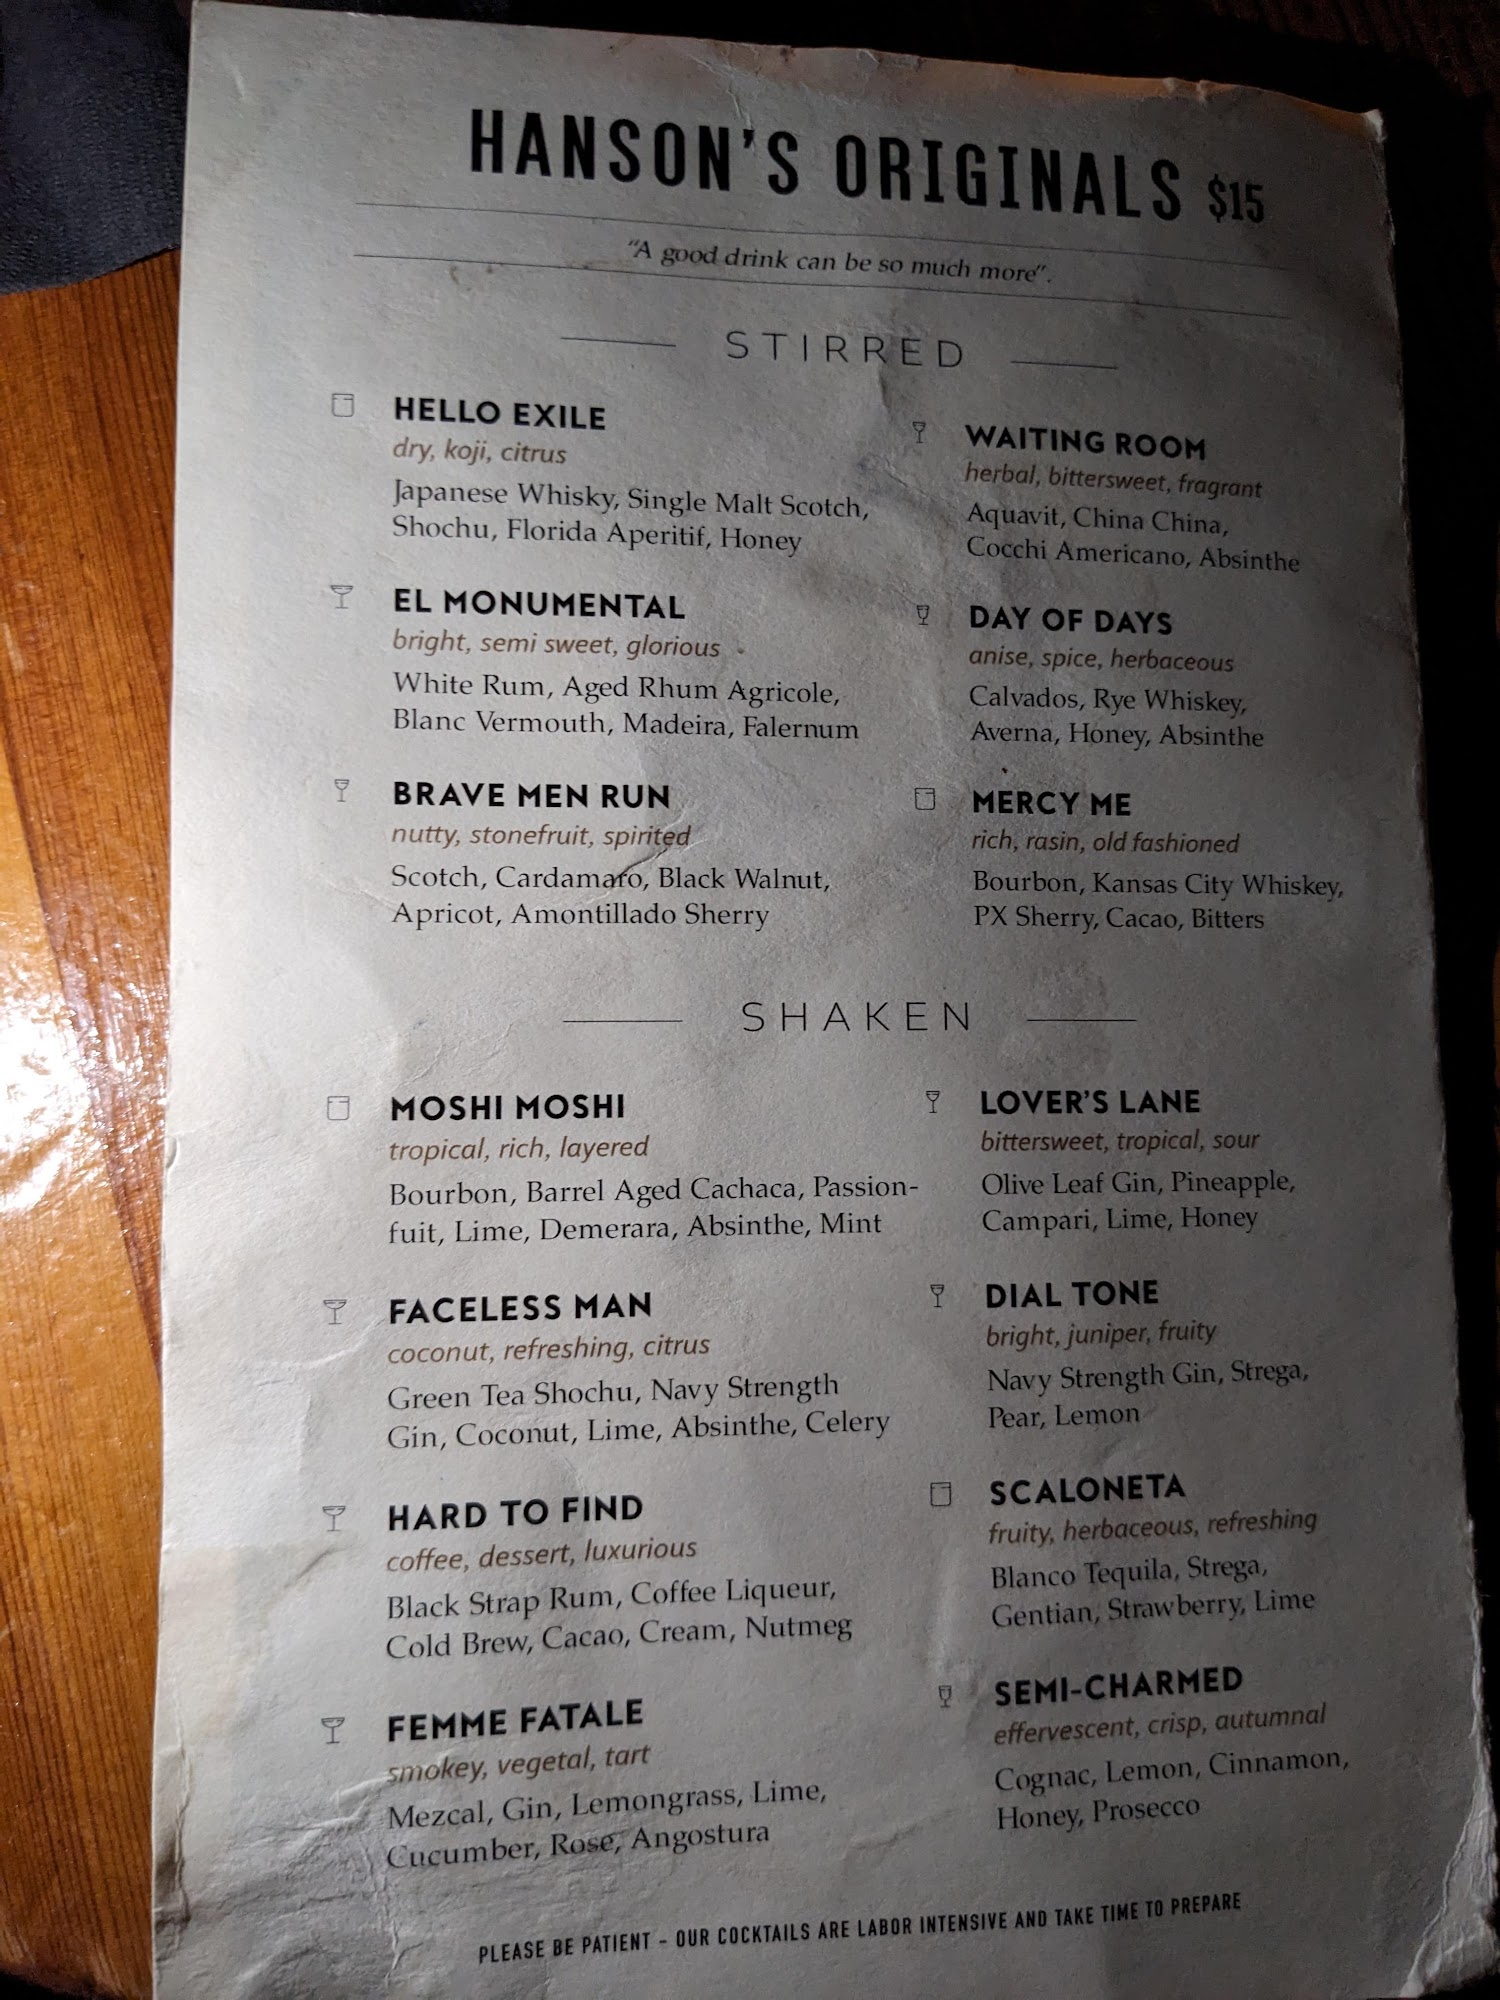 HANSON'S ORIGINALS $15
"A good drink can be so much more".
STIRRED
HELLO EXILE
dry, koji, citrus
Japanese Whisky, Single Malt Scotch,
Shochu, Florida Aperitif, Honey
EL MONUMENTAL
bright, semi sweet, glorious
White Rum, Aged Rhum Agricole,
Blanc Vermouth, Madeira, Falernum
BRAVE MEN RUN
nutty, stonefruit, spirited
Scotch, Cardamaro, Black Walnut,
Apricot, Amontillado Sherry
WAITING ROOM
herbal, bittersweet, fragrant
Aquavit, China China,
Cocchi Americano, Absinthe
DAY OF DAYS
anise, spice, herbaceous
Calvados, Rye Whiskey,
Averna, Honey, Absinthe
MERCY ME
rich, rasin, old fashioned
Bourbon, Kansas City Whiskey,
PX Sherry, Cacao, Bitters
SHAKEN
MOSHI MOSHI
tropical, rich, layered
Bourbon, Barrel Aged Cachaca, Passion-
fuit, Lime, Demerara, Absinthe, Mint
FACELESS MAN
coconut, refreshing, citrus
Green Tea Shochu, Navy Strength
Gin, Coconut, Lime, Absinthe, Celery
HARD TO FIND
coffee, dessert, luxurious
Black Strap Rum, Coffee Liqueur,
Cold Brew, Cacao, Cream, Nutmeg
FEMME FATALE
smokey, vegetal, tart
Mezcal, Gin, Lemongrass, Lime,
Cucumber, Rose, Angostura
LOVER'S LANE
bittersweet, tropical, sour
Olive Leaf Gin, Pineapple,
Campari, Lime, Honey
DIAL TONE
bright, juniper, fruity
Navy Strength Gin, Strega,
Pear, Lemon
SCALONETA
fruity, herbaceous, refreshing
Blanco Tequila, Strega,
Gentian, Strawberry, Lime
SEMI-CHARMED
effervescent, crisp, autumnal
Cognac, Lemon, Cinnamon,
Honey, Prosecco
PLEASE BE PATIENT - OUR COCKTAILS ARE LABOR INTENSIVE AND TAKE TIME TO PREPARE